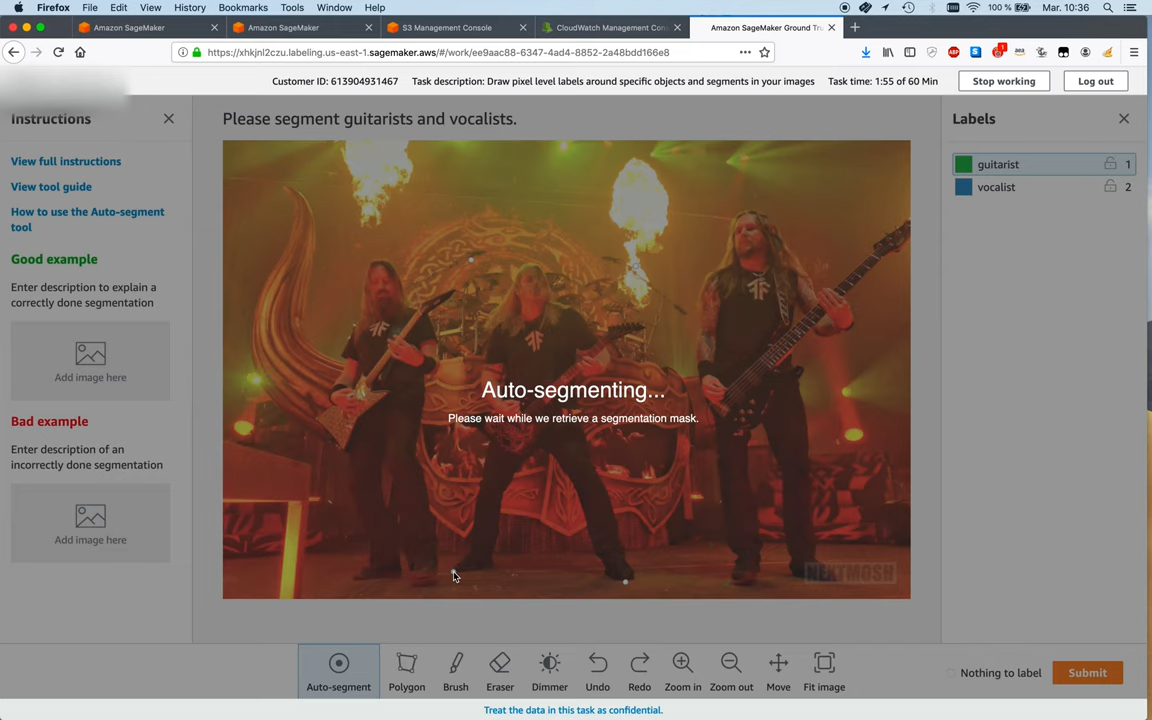 Firefox File Edit View History Bookmarks Tools Window Help
100 % Mar. 10:36
Amazon SageMaker
Amazon SageMaker
S3 Management Console
CloudWatch Management Con
Amazon SageMaker Ground Tru
https://xhkjnl2czu.labeling.us-east-1.sagemaker.aws/#/work/ee9aac88-6347-4ad4-8852-2a48bdd166e8
Customer ID: 613904931467 Task description: Draw pixel level labels around specific objects and segments in your images Task time: 1:55 of 60 Min Stop working Log out
Instructions
View full instructions
View tool guide
How to use the Auto-segment
tool
Good example
Enter description to explain a
correctly done segmentation
Add image here
Bad example
Enter description of an
incorrectly done segmentation
Add image here
Please segment guitarists and vocalists.
Auto-segmenting...
Please wait while we retrieve a segmentation mask.
NEXTMOSH
Labels
guitarist 1
vocalist 2
Auto-segment Polygon Brush Eraser Dimmer Undo Redo Zoom in Zoom out Move Fit image
Nothing to label Submit
Treat the data in this task as confidential.